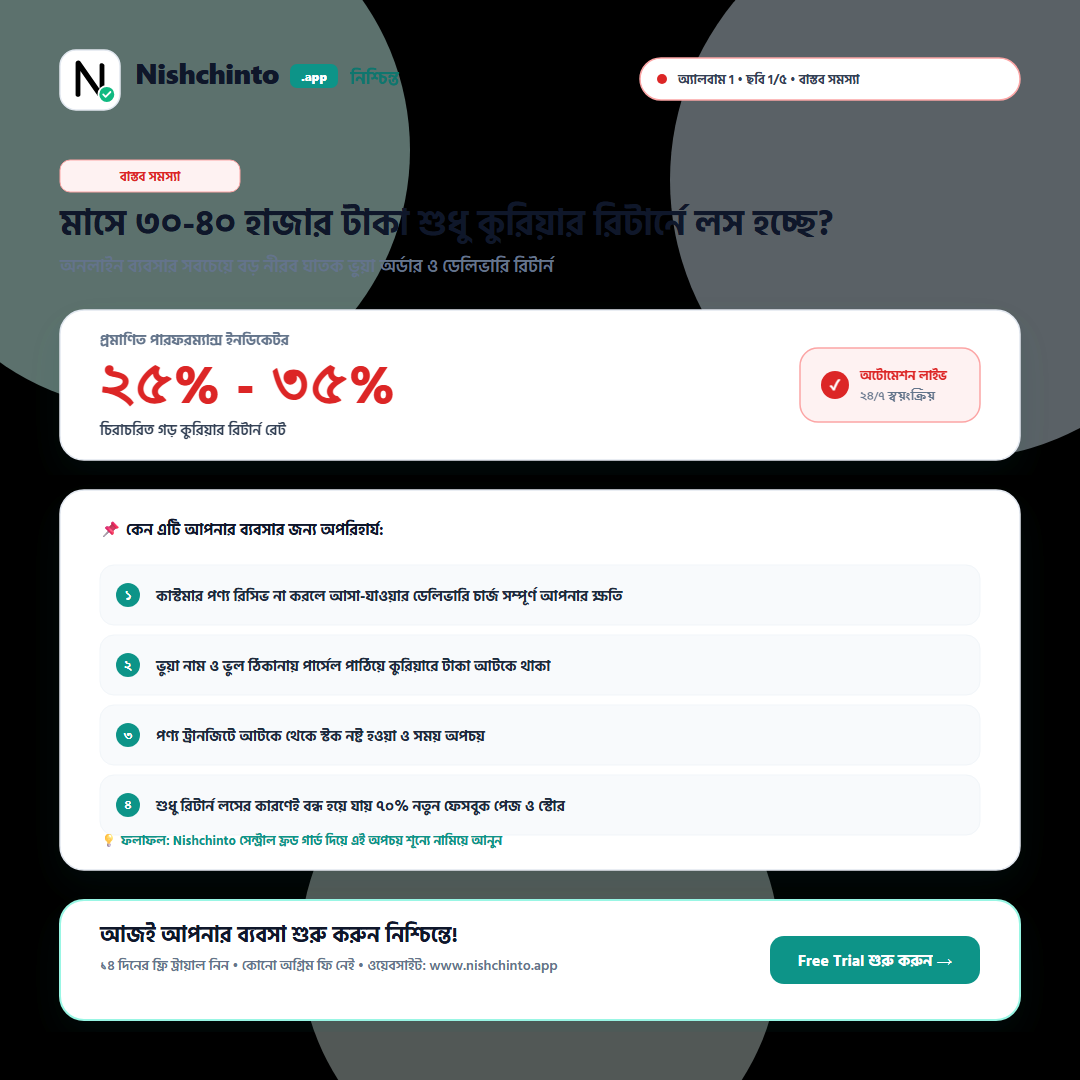 Nishchinto .app নিশ্চিন্ত
অ্যালবাম 1 • ছবি 1/৫ • বাস্তব সমস্যা
বাস্তব সমস্যা
মাসে ৩০-৪০ হাজার টাকা শুধু কুরিয়ার রিটার্নে লস হচ্ছে?
অনলাইন ব্যবসার সবচেয়ে বড় নীরব ঘাতক ভুয়া অর্ডার ও ডেলিভারি রিটার্ন
প্রমাণিত পারফরম্যান্স ইনডিকেটর
২৫% - ৩৫%
চিরাচরিত গড় কুরিয়ার রিটার্ন রেট
অটোমেশন লাইভ
২৪/৭ স্বয়ংক্রিয়
📌 কেন এটি আপনার ব্যবসার জন্য অপরিহার্য:
১ কাস্টমার পণ্য রিসিভ না করলে আসা-যাওয়ার ডেলিভারি চার্জ সম্পূর্ণ আপনার ক্ষতি
২ ভুয়া নাম ও ভুল ঠিকানায় পার্সেল পাঠিয়ে কুরিয়ারে টাকা আটকে থাকা
৩ পণ্য ট্রানজিটে আটকে থেকে স্টক নষ্ট হওয়া ও সময় অপচয়
৪ শুধু রিটার্ন লসের কারণেই বন্ধ হয়ে যায় ৭০% নতুন ফেসবুক পেজ ও স্টোর
💡 ফলাফল: Nishchinto সেন্ট্রাল ফ্রড গার্ড দিয়ে এই অপচয় শূন্যে নামিয়ে আনুন
আজই আপনার ব্যবসা শুরু করুন নিশ্চিন্তে!
১৪ দিনের ফ্রি ট্রায়াল নিন • কোনো অগ্রিম ফি নেই • ওয়েবসাইট: www.nishchinto.app
Free Trial শুরু করুন →